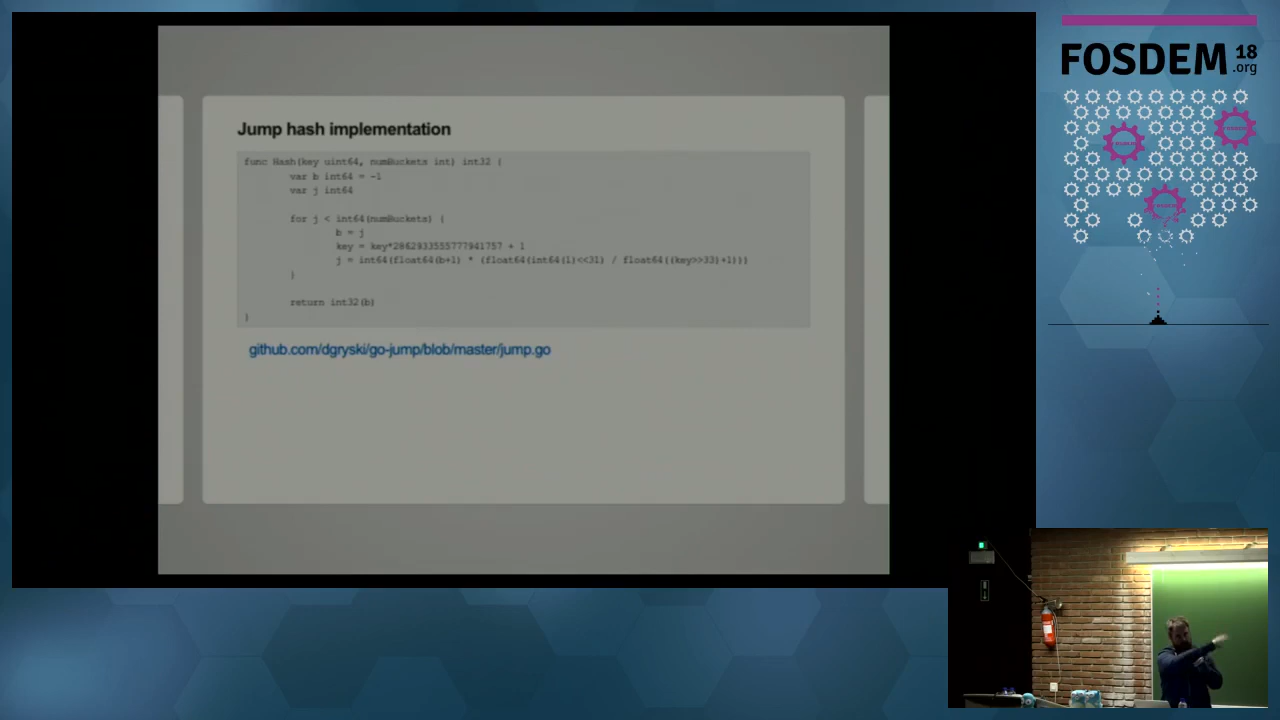 Jump hash implementation
func Hash(key uint64, numBuckets int) int32 {
var b int64 = -1
var j int64
for j < int64(numBuckets) {
b = j
key = key*2862933555777941757 + 1
j = int64(float64(b+1) * (float64(int64(1)<<31) / float64((key>>33)+1)))
}
return int32(b)
}
github.com/dgryski/go-jump/blob/master/jump.go
FOSDEM 18
.org